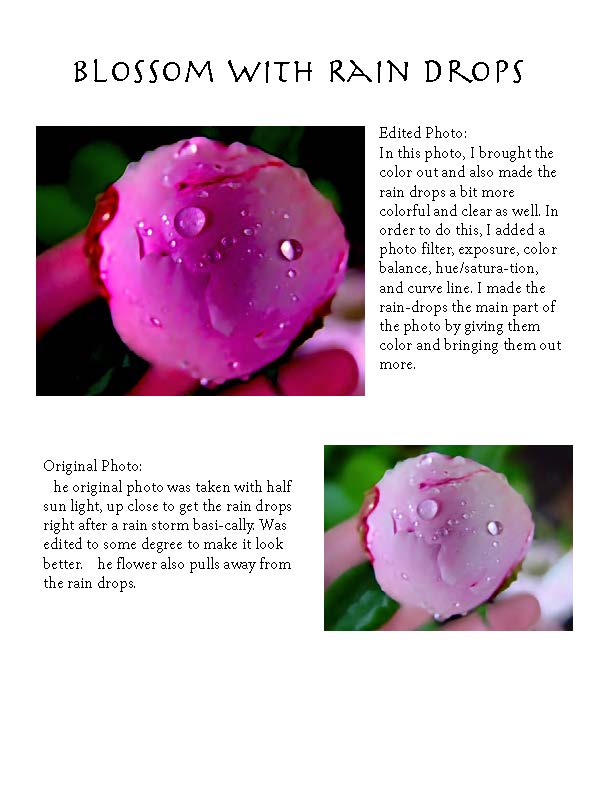 BLOSSOM WITH RAIN DROPS
Edited Photo:
In this photo, I brought the
color out and also made the
rain drops a bit more
colorful and clear as well. In
order to do this, I added a
photo filter, exposure, color
balance, hue/satura-tion,
and curve line. I made the
rain-drops the main part of
the photo by giving them
color and bringing them out
more.
Original Photo:
he original photo was taken with half
sun light, up close to get the rain drops
right after a rain storm basi-cally. Was
edited to some degree to make it look
better. he flower also pulls away from
the rain drops.